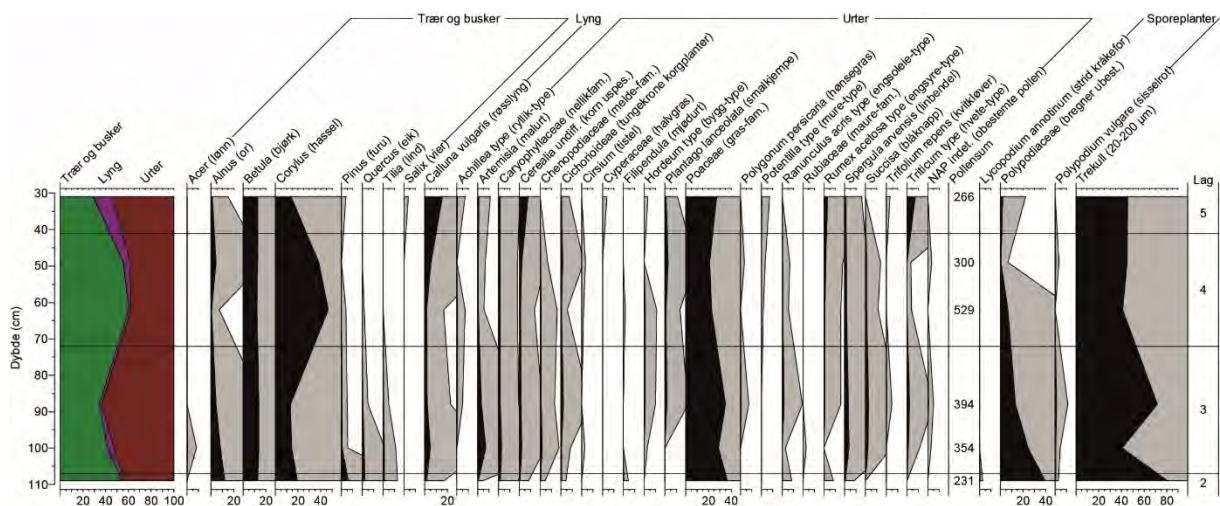 Trær og busker Lyng Urter Sporeplanter
Trær og busker
Lyng
Urter
Acer (lønn)
Alnus (or)
Betula (bjørk)
Corylus (hassel)
Pinus (furu)
Quercus (eik)
Tilia (lind)
Salix (vier)
Calluna vulgaris (røsslyng)
Achillea type (ryllik-type)
Artemisia (malurt)
Caryophyllaceae (nellikfam.)
Cerealia undiff. (korn uspes.)
Chenopodiaceae (melde-fam.)
Cichorioideae (tungekrone korgplanter)
Cirsium (tistel)
Cyperaceae (halvgras)
Filipendula (mjødurt)
Hordeum type (bygg-type)
Plantago lanceolata (smalkjempe)
Poaceae (gras-fam.)
Polygonum persicaria (hønsegras)
Potentilla type (mure-type)
Ranunculus acris type (engsoleie-type)
Rubiaceae (maure-fam.)
Rumex acetosa type (engsyre-type)
Spergula arvensis (linbendel)
Succisa (blåknapp)
Trifolium repens (kvitkløver)
Triticum type (hvete-type)
NAP indet. (obestemte pollen)
Pollensum
Lycopodium annotinum (strid kråkefor)
Polypodiaceae (bregner ubest.)
Polypodium vulgare (sisselrot)
Trekull (20-200 µm)
Lag
Dybde (cm)
30
40
50
60
70
80
90
100
110
266
300
529
394
354
231
5
4
3
2
20 40 60 80 100 20 20 20 40 20 20 40 20 40 20 40 60 80